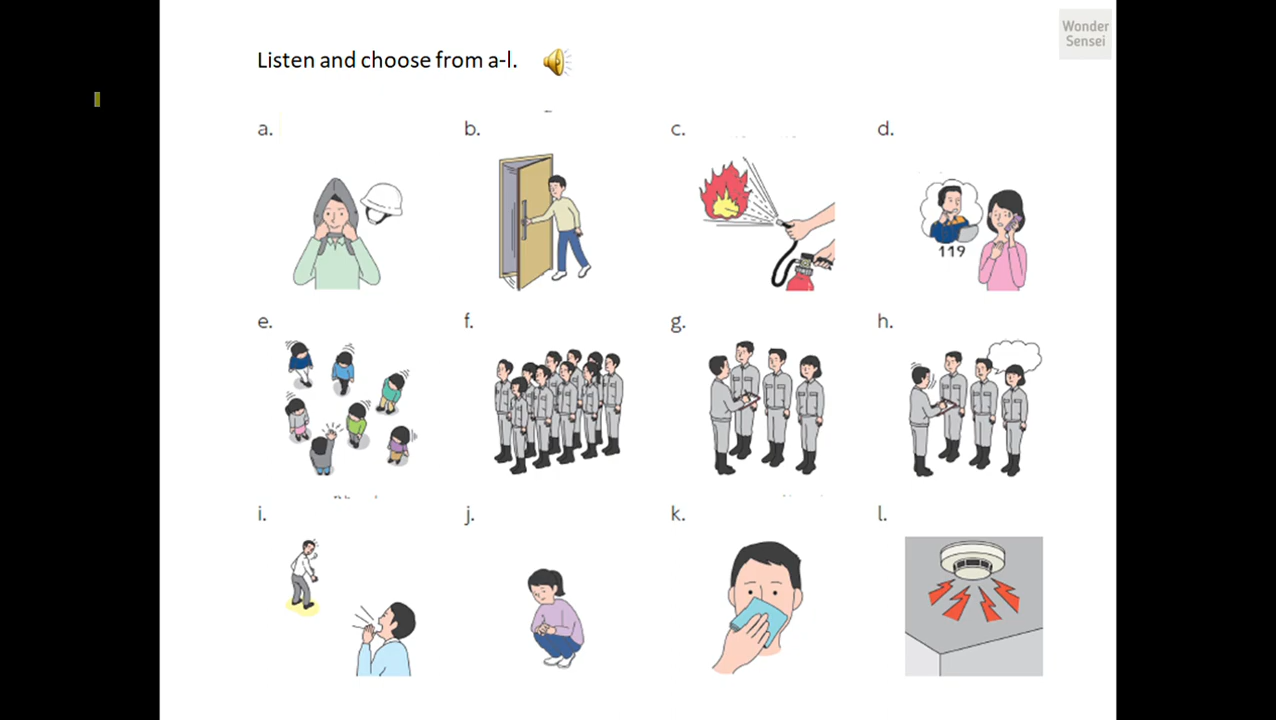 Wonder
Sensei
Listen and choose from a-l.
a.
b.
c.
d.
119
e.
f.
g.
h.
i.
j.
k.
l.